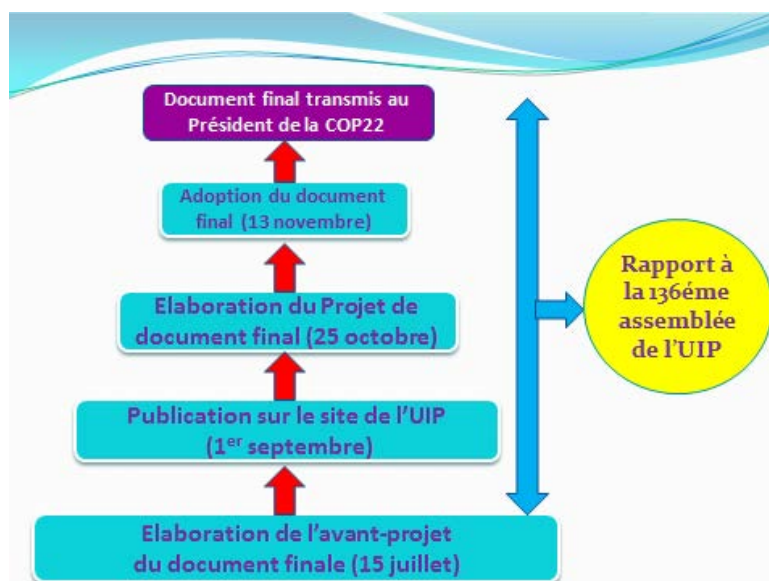 Document final transmis au
Président de la COP22
Adoption du document
final (13 novembre)
Elaboration du Projet de
document final (25 octobre)
Publication sur le site de l'UIP
(1er septembre)
Elaboration de l'avant-projet
du document finale (15 juillet)
Rapport à
la 136éme
assemblée
de l'UIP